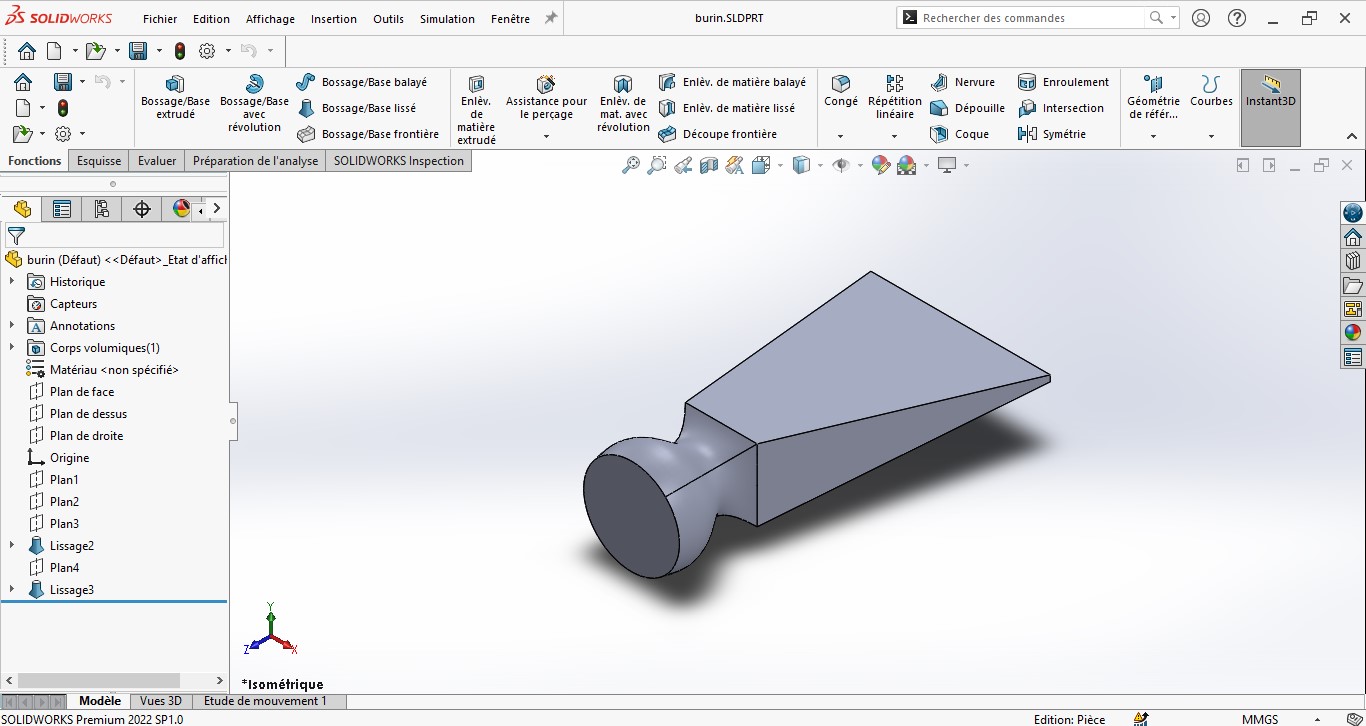 SOLIDWORKS Fichier Edition Affichage Insertion Outils Simulation Fenêtre burin.SLDPRT Rechercher des commandes
Bossage/Base extrudé
Bossage/Base avec révolution
Bossage/Base balayé
Bossage/Base lissé
Bossage/Base frontière
Enlèv. de matière extrudé
Assistance pour le perçage
Enlèv. de mat. avec révolution
Enlèv. de matière balayé
Enlèv. de matière lissé
Découpe frontière
Congé
Répétition linéaire
Nervure
Dépouille
Coque
Enroulement
Intersection
Symétrie
Géométrie de référ...
Courbes
Instant3D
Fonctions Esquisse Evaluer Préparation de l'analyse SOLIDWORKS Inspection
burin (Défaut) <<Défaut>_Etat d'affich
Historique
Capteurs
Annotations
Corps volumiques(1)
Matériau <non spécifié>
Plan de face
Plan de dessus
Plan de droite
Origine
Plan1
Plan2
Plan3
Lissage2
Plan4
Lissage3
Y
Z
X
*Isométrique
Modèle Vues 3D Etude de mouvement 1
SOLIDWORKS Premium 2022 SP1.0 Edition: Pièce MMGS